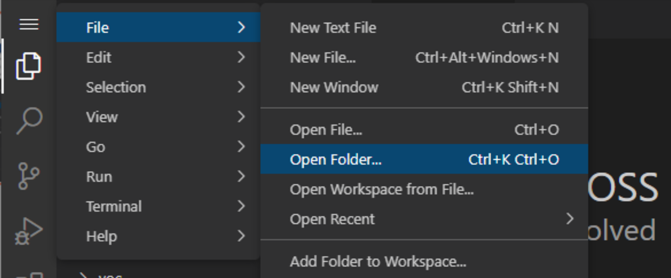 File
Edit
Selection
View
Go
Run
Terminal
Help
New Text File Ctrl+K N
New File... Ctrl+Alt+Windows+N
New Window Ctrl+K Shift+N
Open File... Ctrl+O
Open Folder... Ctrl+K Ctrl+O
Open Workspace from File...
Open Recent
Add Folder to Workspace...
OSS
olved